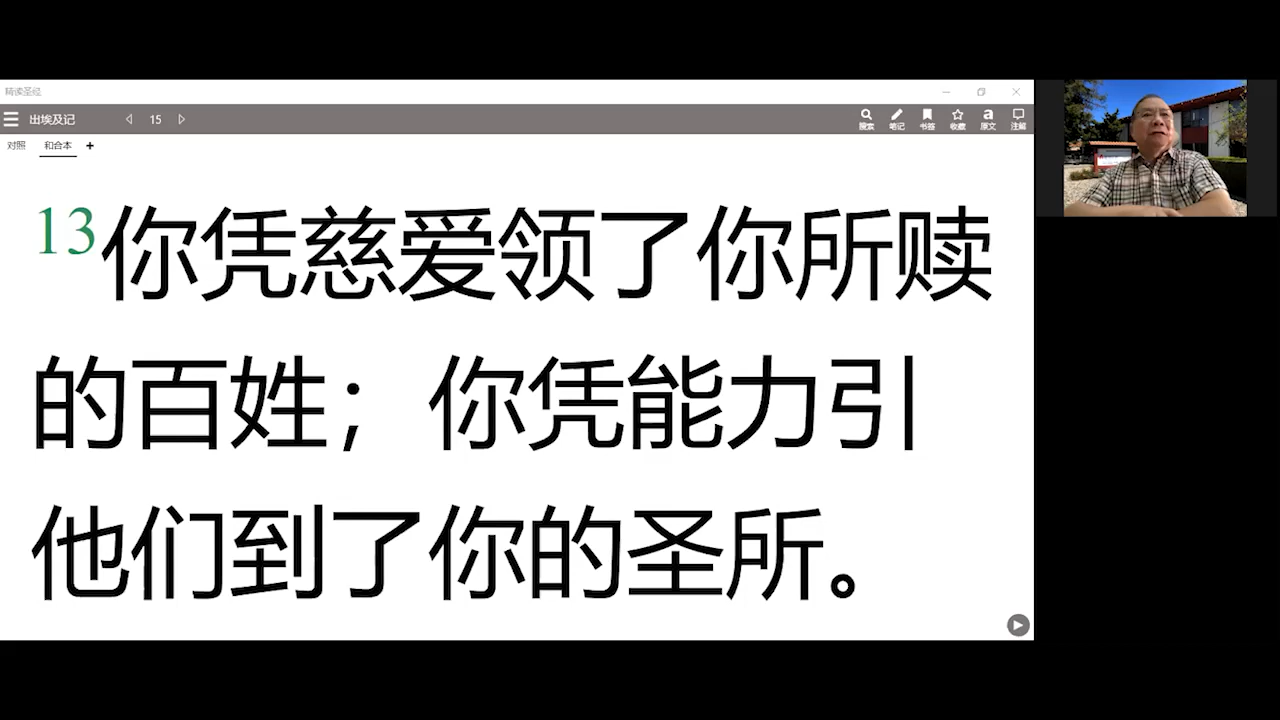 精读圣经
出埃及记 15
搜索 笔记 书签 收藏 原文 注解
对照 和合本 +
13你凭慈爱领了你所赎
的百姓；你凭能力引
他们到了你的圣所。